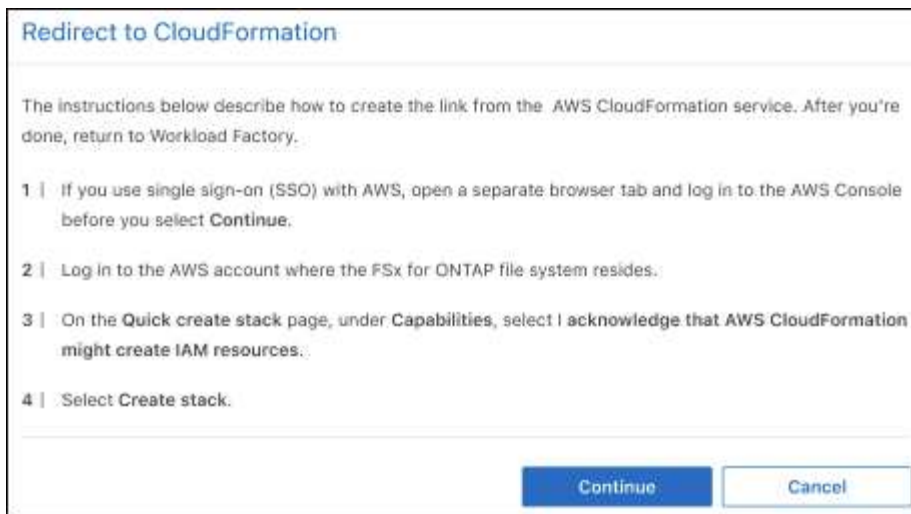 Redirect to CloudFormation
The instructions below describe how to create the link from the AWS CloudFormation service. After you're
done, return to Workload Factory.
1 | If you use single sign-on (SSO) with AWS, open a separate browser tab and log in to the AWS Console
before you select Continue.
2 | Log in to the AWS account where the FSx for ONTAP file system resides.
3 | On the Quick create stack page, under Capabilities, select I acknowledge that AWS CloudFormation
might create IAM resources.
4 | Select Create stack.
Continue Cancel